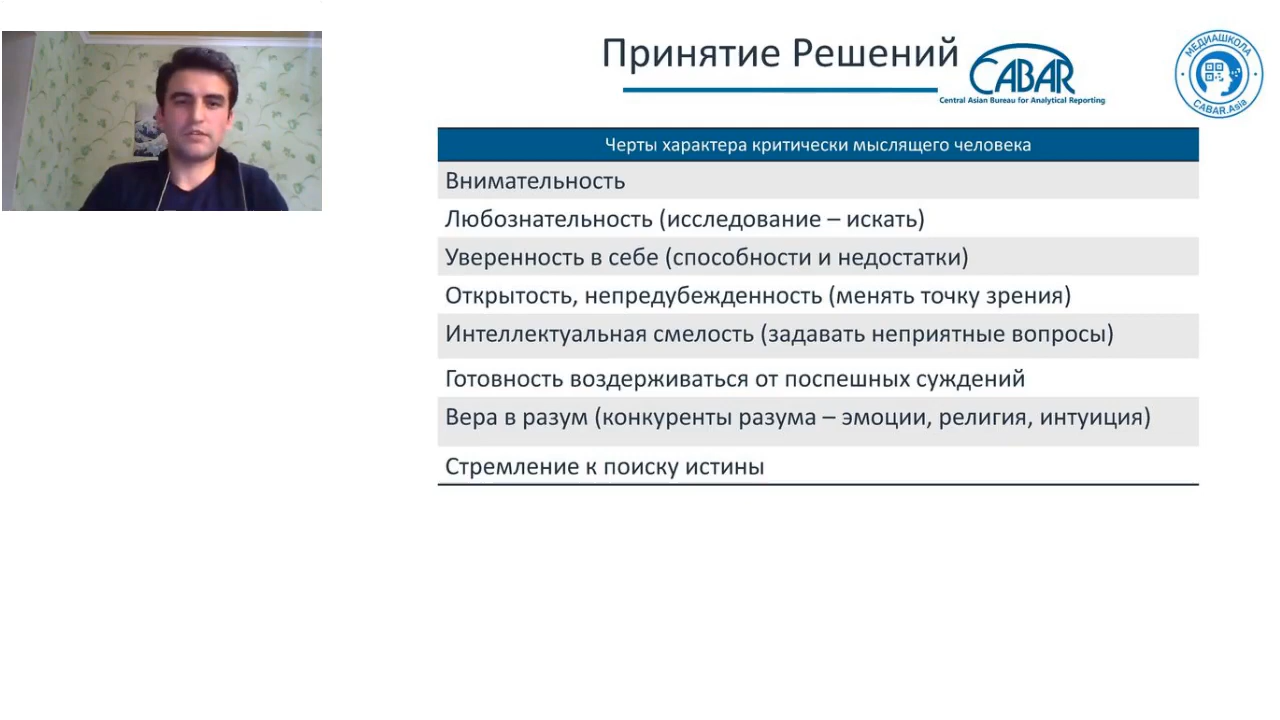 Принятие Решений
CABAR
Central Asian Bureau for Analytical Reporting
МЕДИАШКОЛА
CABAR.Asia
Черты характера критически мыслящего человека
Внимательность
Любознательность (исследование – искать)
Уверенность в себе (способности и недостатки)
Открытость, непредубежденность (менять точку зрения)
Интеллектуальная смелость (задавать неприятные вопросы)
Готовность воздерживаться от поспешных суждений
Вера в разум (конкуренты разума – эмоции, религия, интуиция)
Стремление к поиску истины